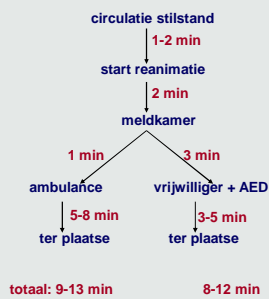 circulatie stilstand
1-2 min
start reanimatie
2 min
meldkamer
1 min 3 min
ambulance vrijwilliger + AED
5-8 min 3-5 min
ter plaatse ter plaatse
totaal: 9-13 min 8-12 min